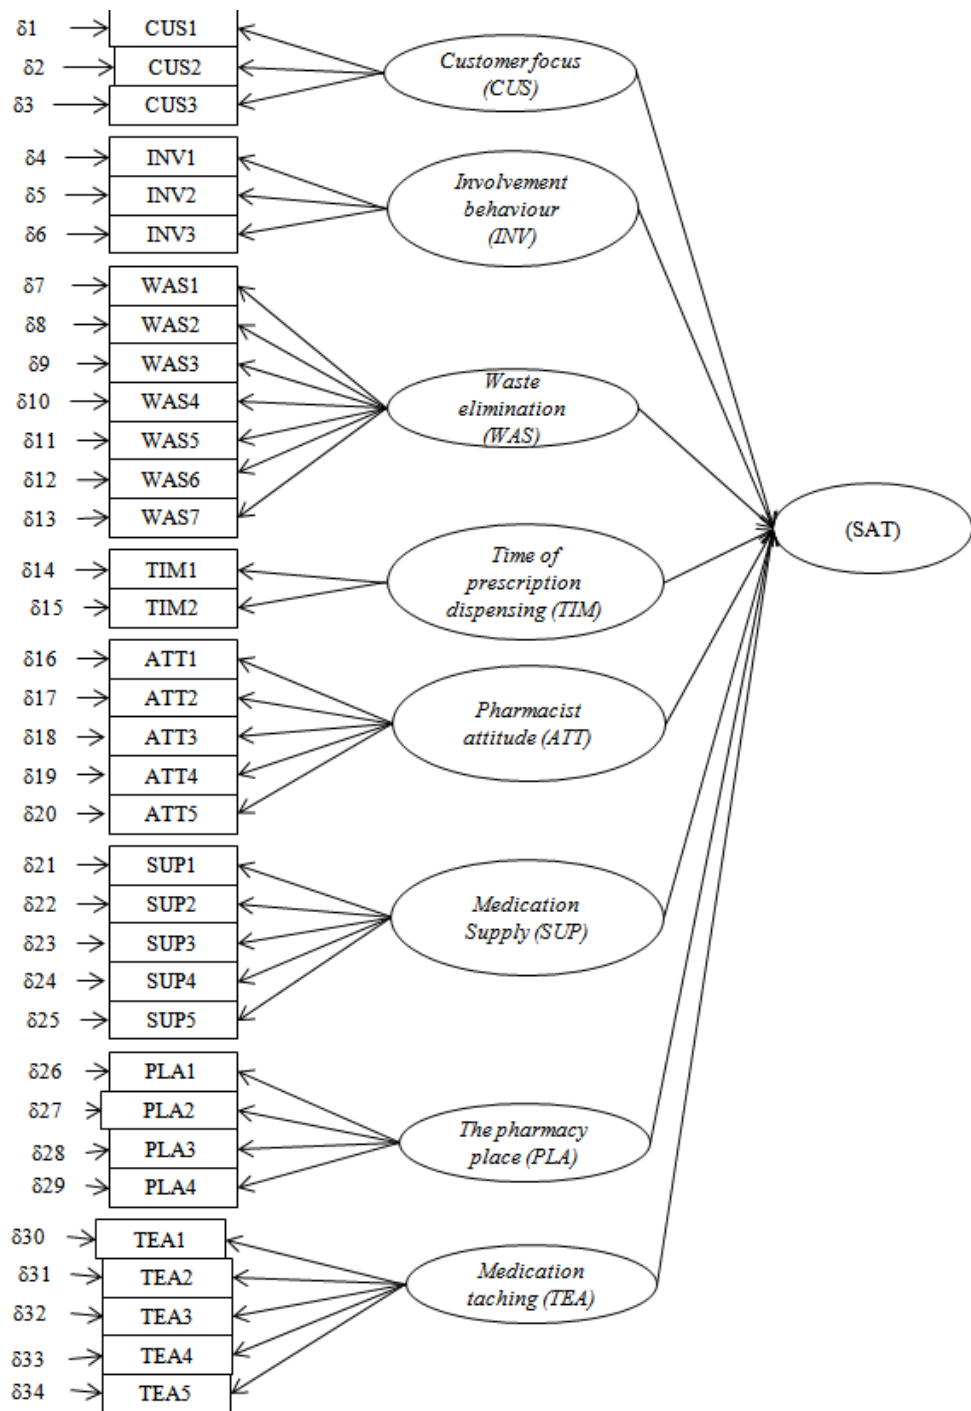 δ1 CUS1
δ2 CUS2
δ3 CUS3
Customer focus
(CUS)
δ4 INV1
δ5 INV2
δ6 INV3
Involvement
behaviour
(INV)
δ7 WAS1
δ8 WAS2
δ9 WAS3
δ10 WAS4
δ11 WAS5
δ12 WAS6
δ13 WAS7
Waste
elimination
(WAS)
(SAT)
δ14 TIM1
δ15 TIM2
Time of
prescription
dispensing (TIM)
δ16 ATT1
δ17 ATT2
δ18 ATT3
δ19 ATT4
δ20 ATT5
Pharmacist
attitude (ATT)
δ21 SUP1
δ22 SUP2
δ23 SUP3
δ24 SUP4
δ25 SUP5
Medication
Supply (SUP)
δ26 PLA1
δ27 PLA2
δ28 PLA3
δ29 PLA4
The pharmacy
place (PLA)
δ30 TEA1
δ31 TEA2
δ32 TEA3
δ33 TEA4
δ34 TEA5
Medication
taching (TEA)